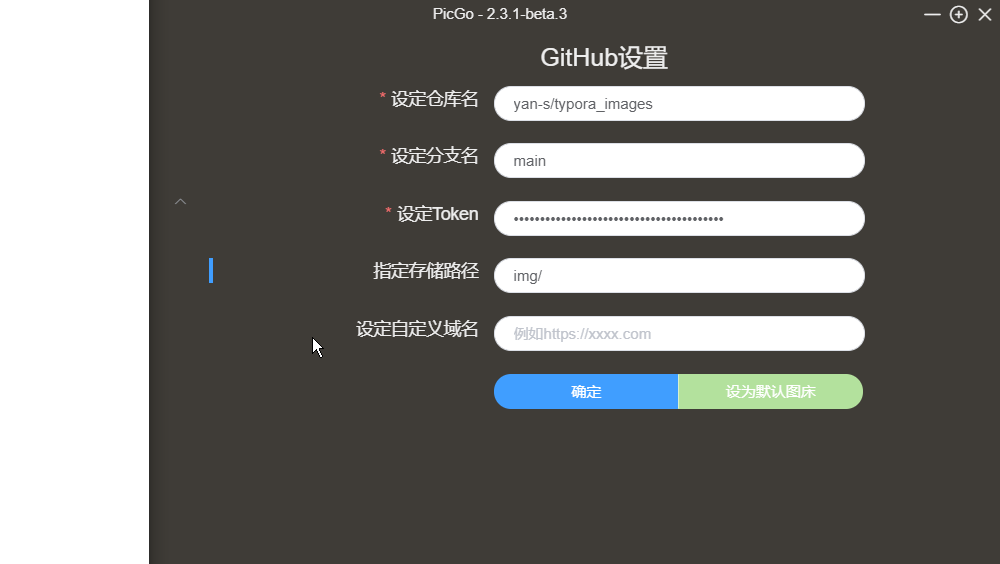 PicGo - 2.3.1-beta.3
GitHub设置
* 设定仓库名
yan-s/typora_images
* 设定分支名
main
* 设定Token
••••••••••••••••••••••••••••••••••••••••
指定存储路径
img/
设定自定义域名
例如https://xxxx.com
确定
设为默认图床